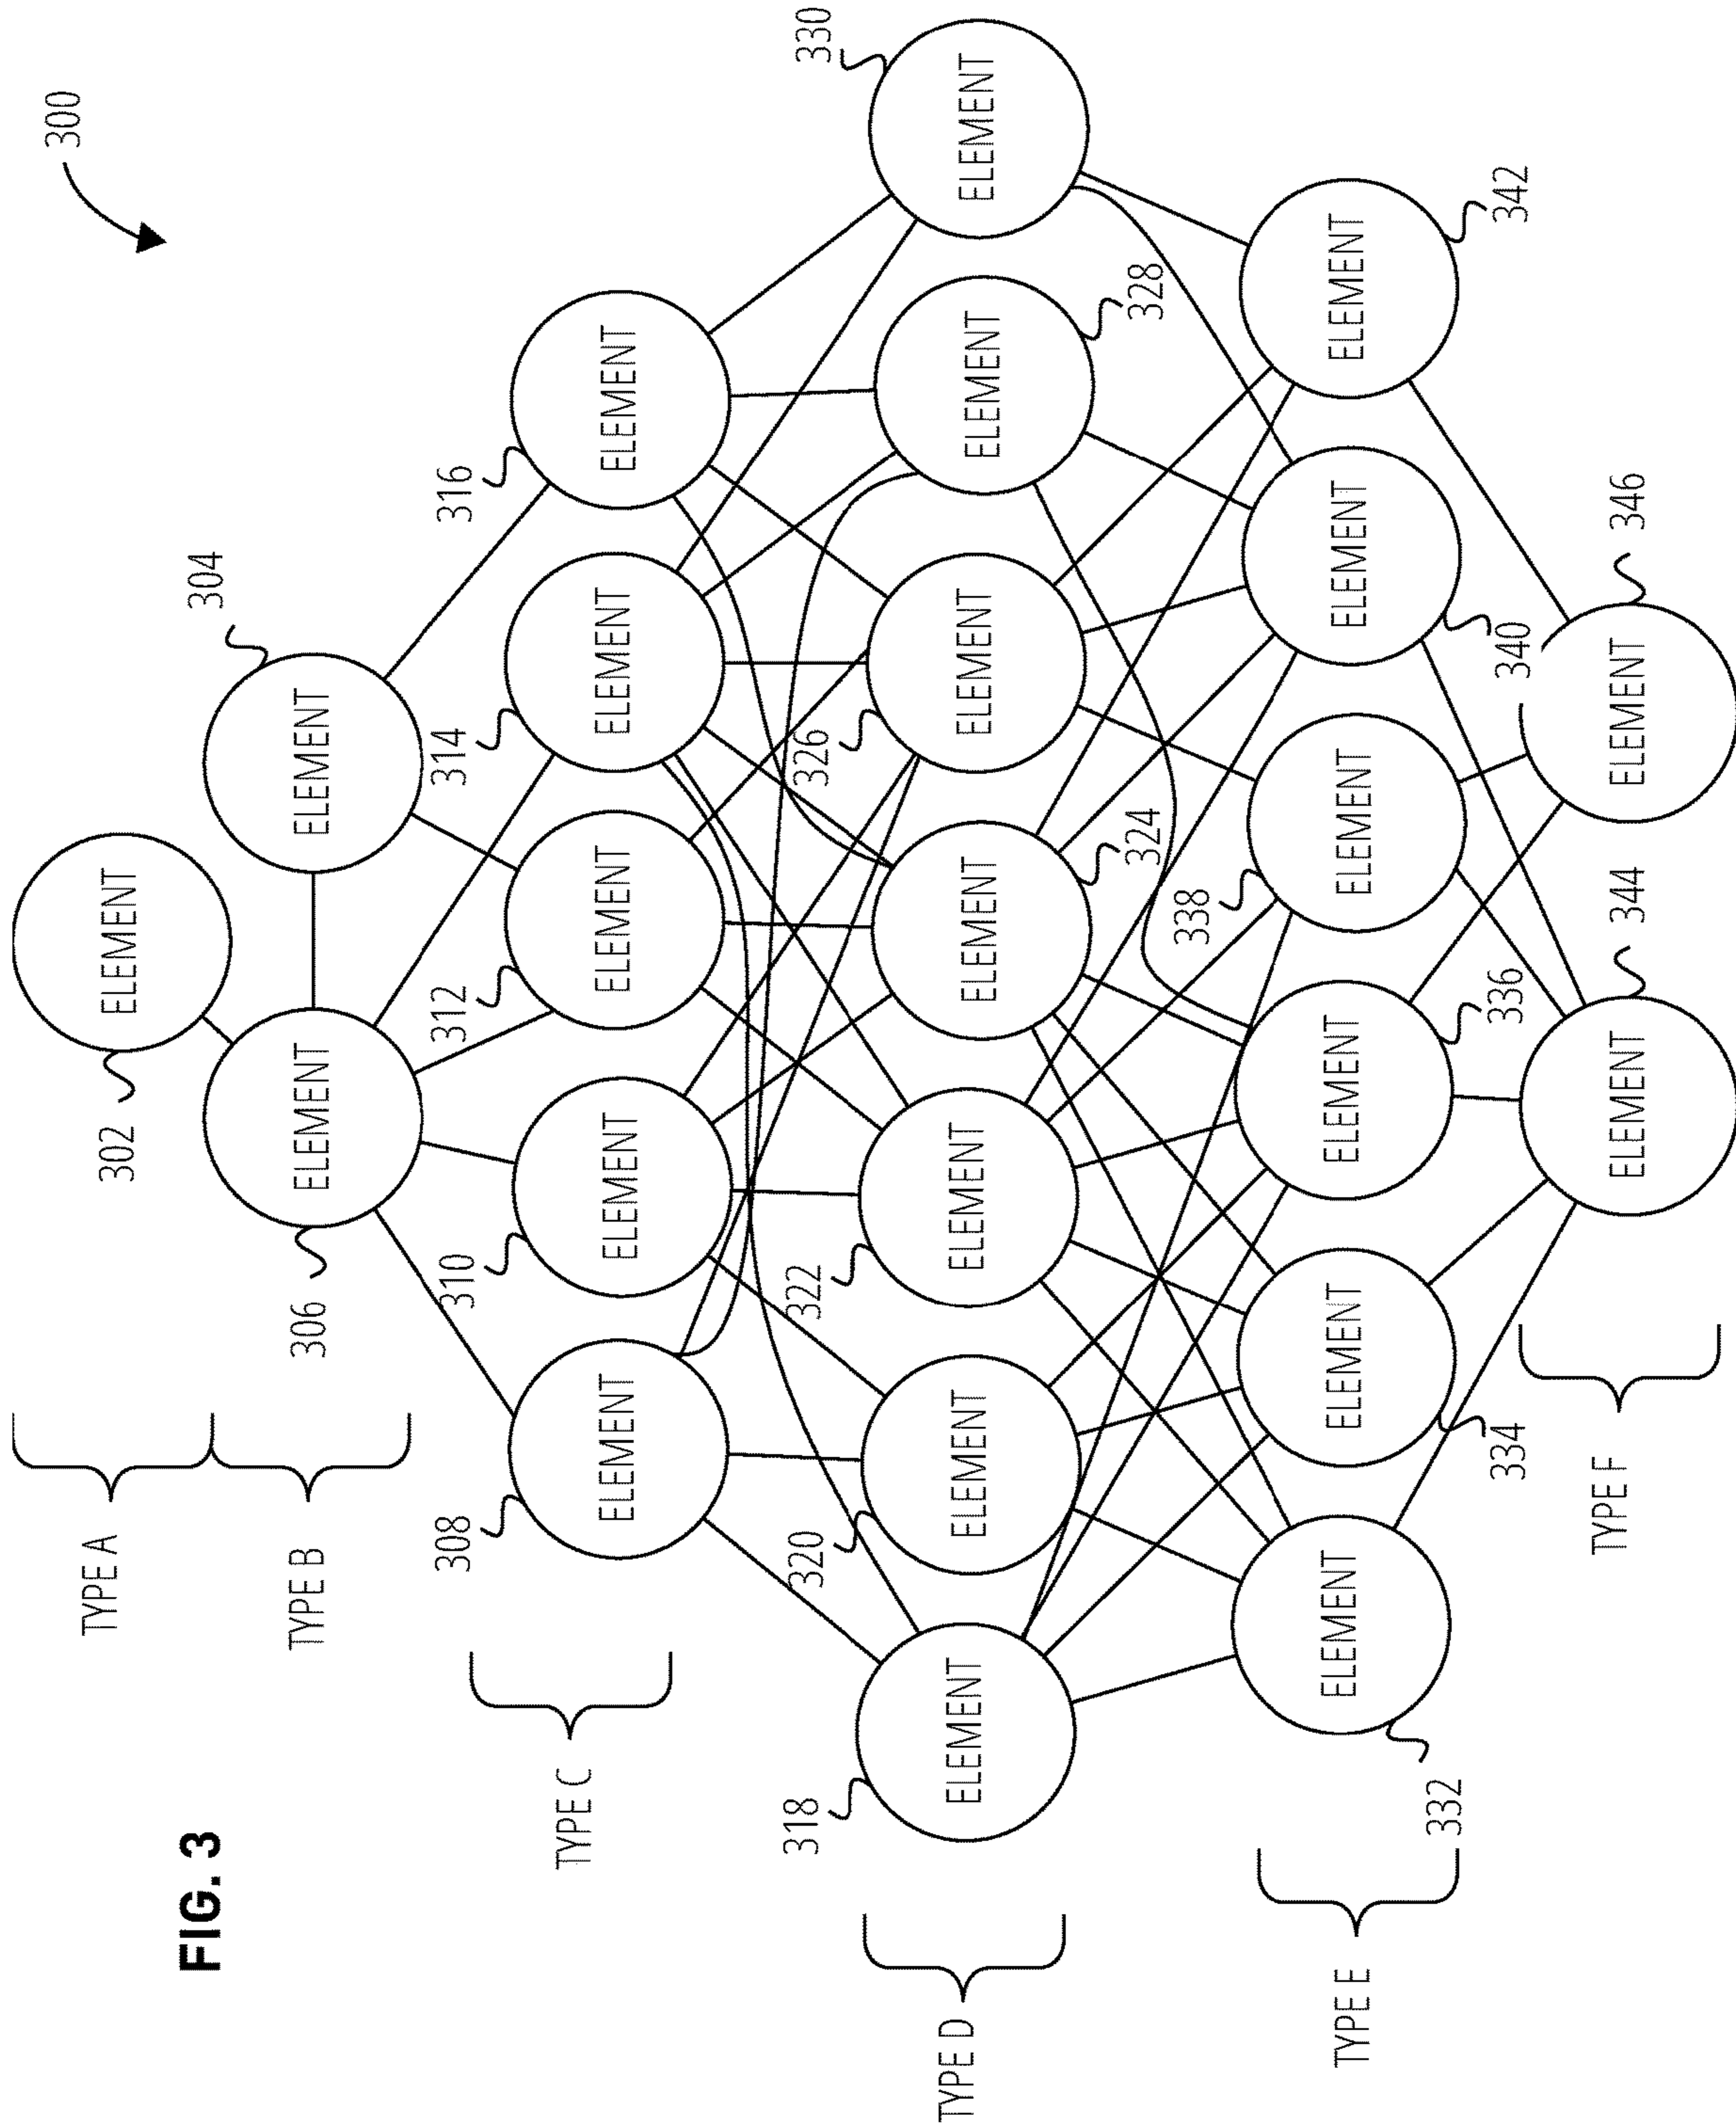 300
TYPE A
302
ELEMENT
FIG. 3
304
TYPE B
306
ELEMENT
ELEMENT
308
310
312
314
316
TYPE C
ELEMENT
ELEMENT
ELEMENT
ELEMENT
ELEMENT
318
320
322
326
330
TYPE D
ELEMENT
ELEMENT
ELEMENT
ELEMENT
ELEMENT
ELEMENT
ELEMENT
324
328
338
TYPE E
ELEMENT
ELEMENT
ELEMENT
ELEMENT
ELEMENT
ELEMENT
332
334
336
340
342
TYPE F
344
346
ELEMENT
ELEMENT